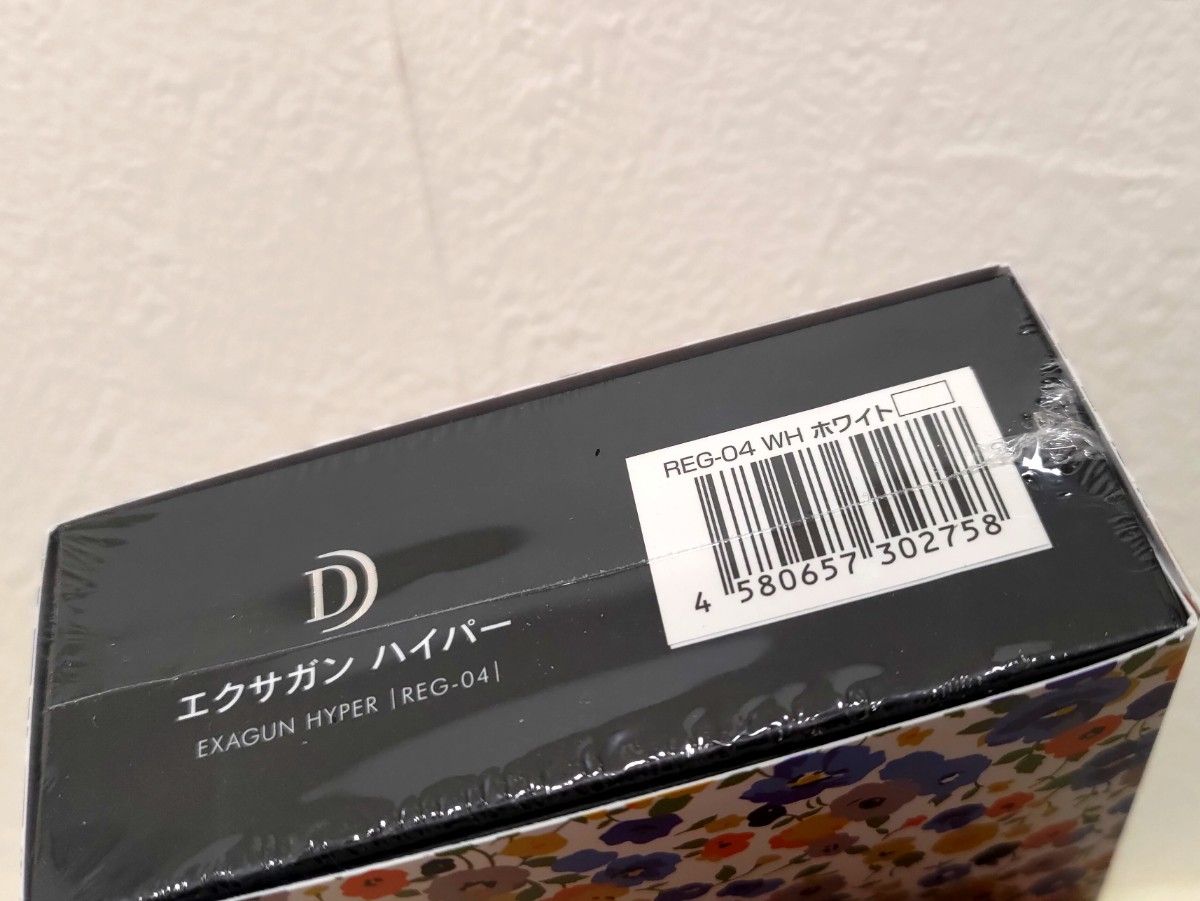 REG-04 WH ホワイト
4 580657 302758
D
エクサガン ハイパー
EXAGUN HYPER |REG-04|